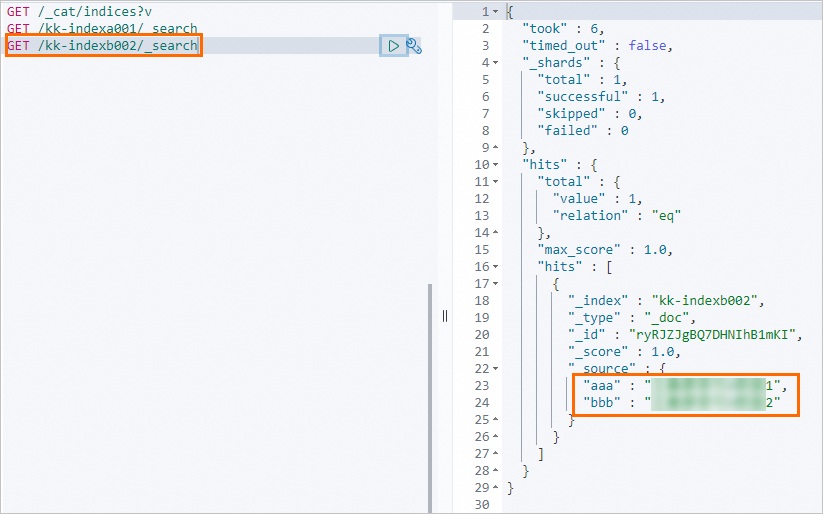 GET /_cat/indices?v
GET /kk-indexa001/_search
GET /kk-indexb002/_search
1 {
2 "took" : 6,
3 "timed_out" : false,
4 "_shards" : {
5 "total" : 1,
6 "successful" : 1,
7 "skipped" : 0,
8 "failed" : 0
9 },
10 "hits" : {
11 "total" : {
12 "value" : 1,
13 "relation" : "eq"
14 },
15 "max_score" : 1.0,
16 "hits" : [
17 {
18 "_index" : "kk-indexb002",
19 "_type" : "_doc",
20 "_id" : "ryRJZJgBQ7DHNIhB1mKI",
21 "_score" : 1.0,
22 "_source" : {
23 "aaa" : "1",
24 "bbb" : "2"
25 }
26 }
27 ]
28 }
29 }
30